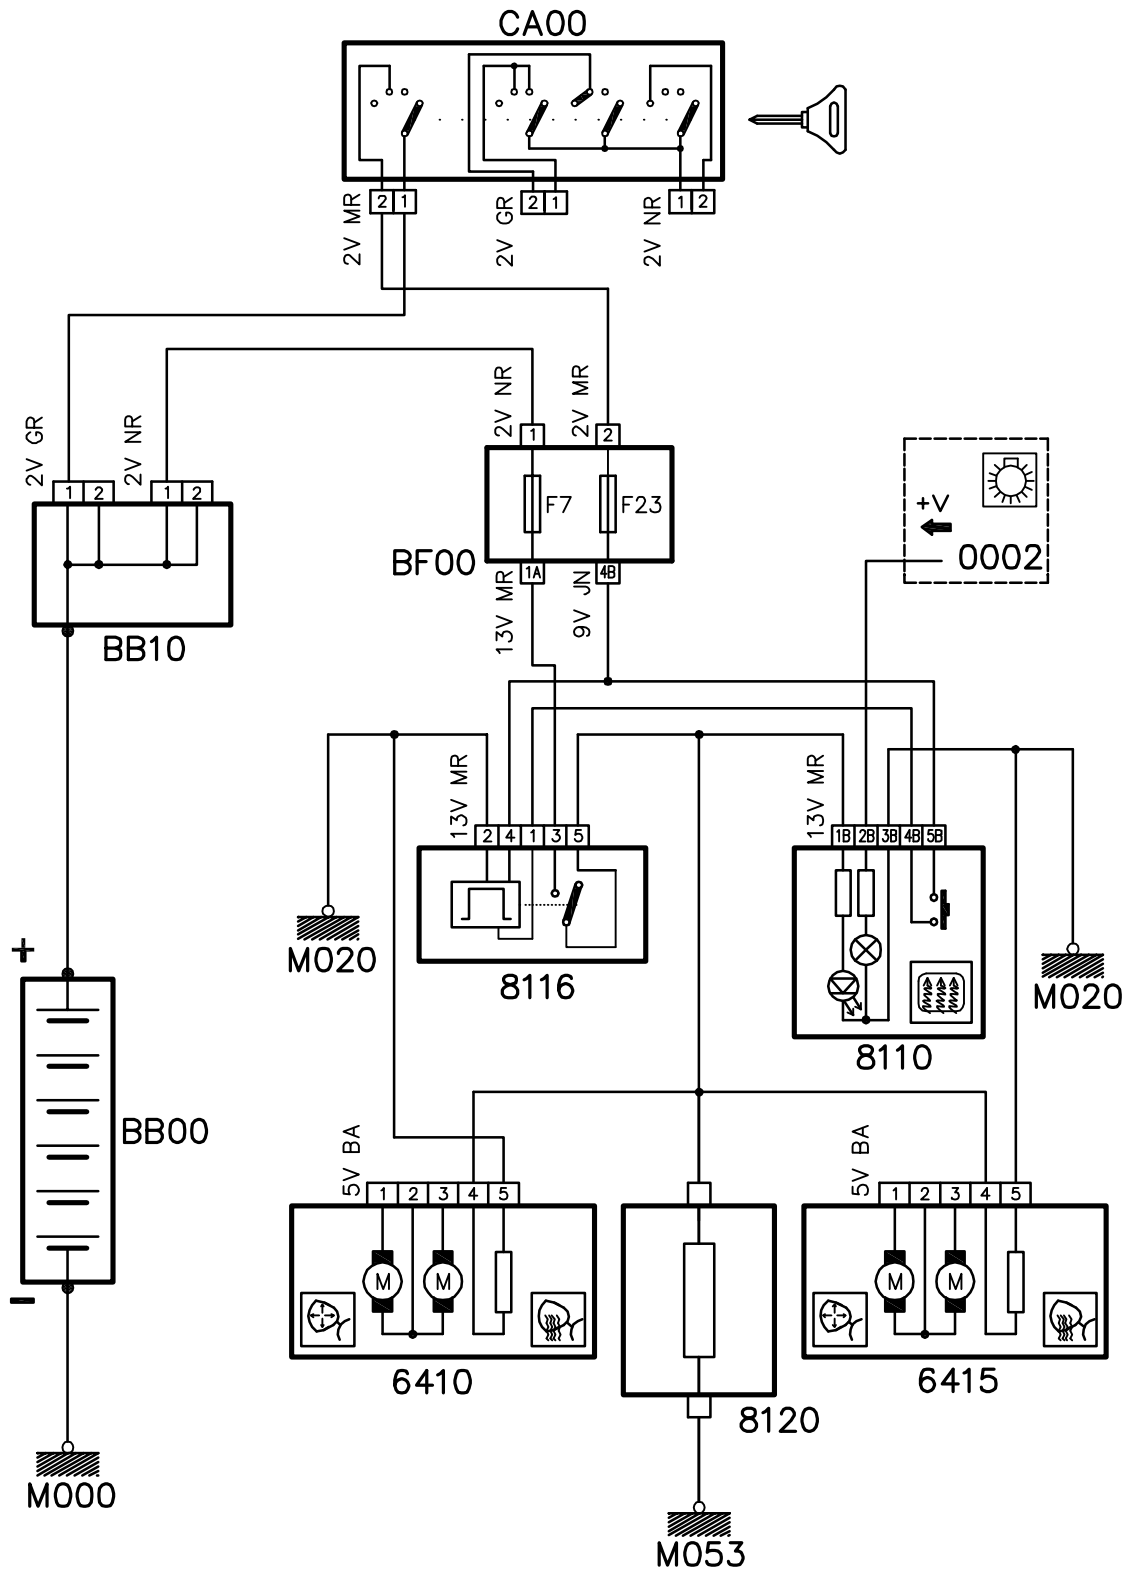 CA00
2 1
2 1
1 2
2V MR
2V GR
2V NR
2V GR
2V NR
2V NR
2V MR
1 2
1 2
1
2
F7
F23
BF00
1A
4B
13V MR
9V JN
+V
0002
BB10
13V MR
2 4 1 3 5
13V MR
1B 2B 3B 4B 5B
M020
8116
8110
M020
+
BB00
-
5V BA
1 2 3 4 5
5V BA
1 2 3 4 5
M M
M M
6410
8120
6415
M000
M053